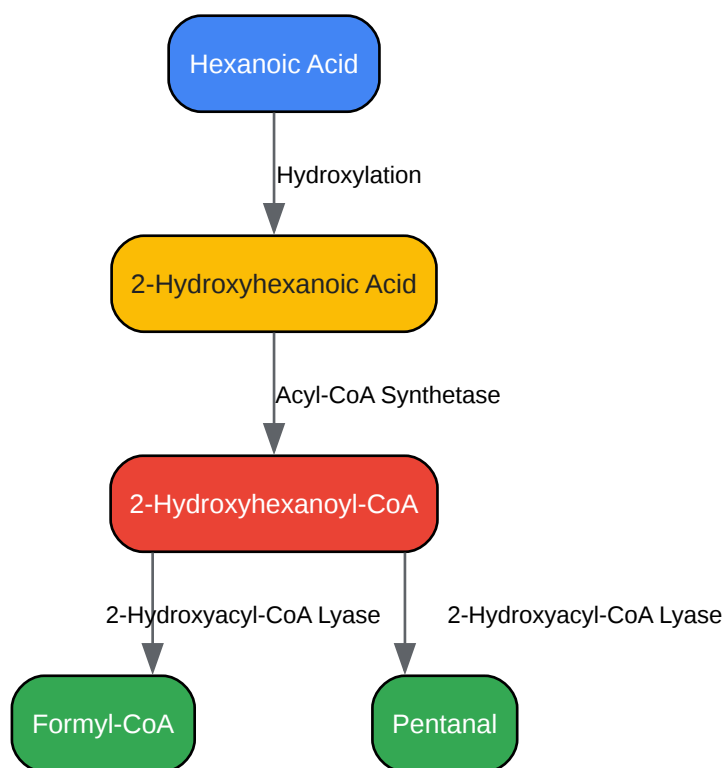 Hexanoic Acid
Hydroxylation
2-Hydroxyhexanoic Acid
Acyl-CoA Synthetase
2-Hydroxyhexanoyl-CoA
2-Hydroxyacyl-CoA Lyase
2-Hydroxyacyl-CoA Lyase
Formyl-CoA
Pentanal